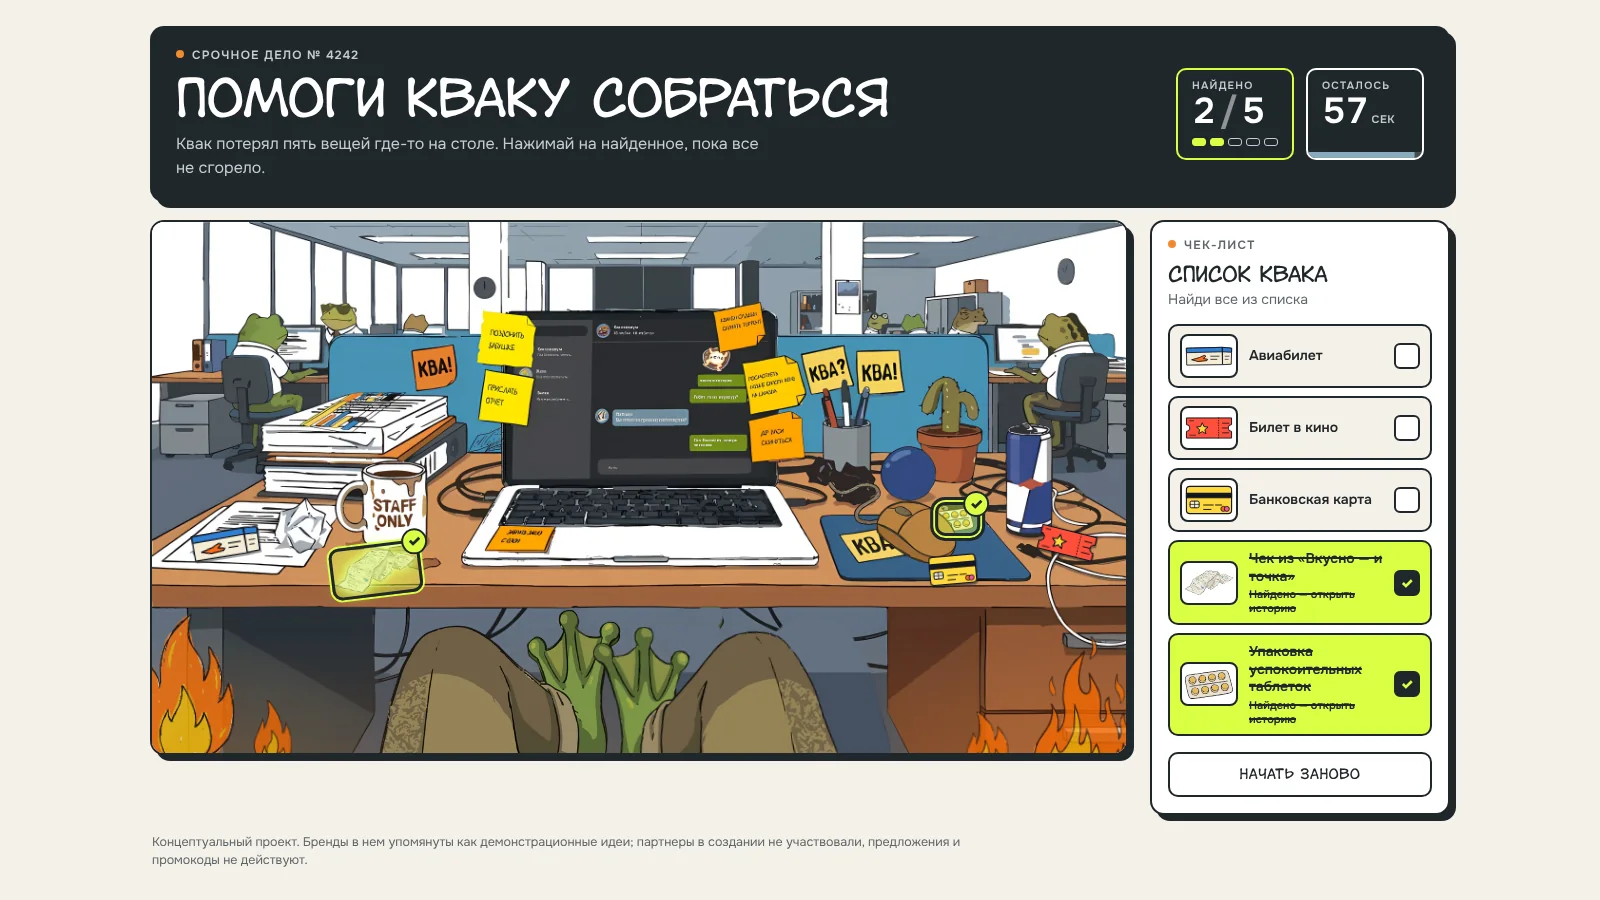 СРОЧНОЕ ДЕЛО № 4242
ПОМОГИ КВАКУ СОБРАТЬСЯ
Квак потерял пять вещей где-то на столе. Нажимай на найденное, пока все
не сгорело.
НАЙДЕНО
2/5
ОСТАЛОСЬ
57 СЕК
ПОЗВОНИТЬ
БАБУШКЕ
ПРИСЛАТЬ
ОТЧЕТ
КВА!
КВА?
КВА!
STAFF
ONLY
КВА
ЧЕК-ЛИСТ
СПИСОК КВАКА
Найди все из списка
Авиабилет
Билет в кино
Банковская карта
Чек из «Вкусно — и
точка»
Найдено — открыть
историю
Упаковка
успокоительных
таблеток
Найдено — открыть
историю
НАЧАТЬ ЗАНОВО
Концептуальный проект. Бренды в нем упомянуты как демонстрационные идеи; партнеры в создании не участвовали, предложения и
промокоды не действуют.